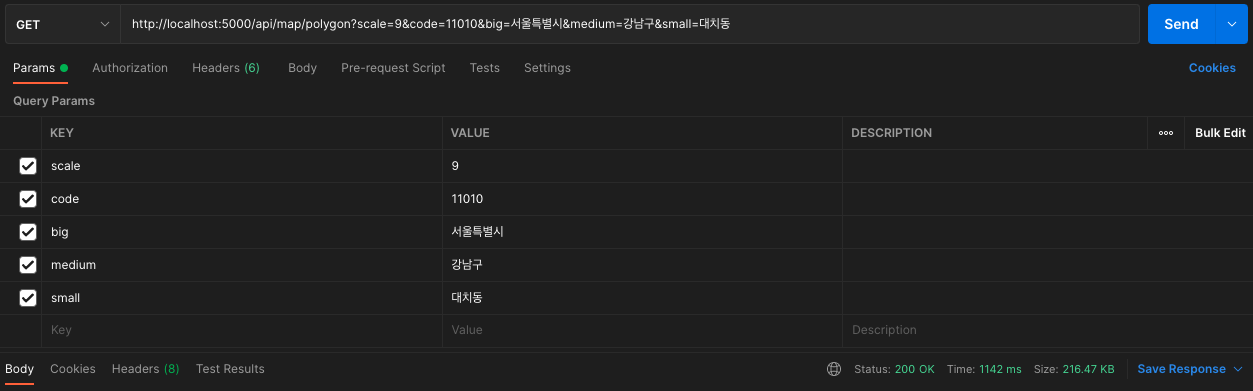 GET http://localhost:5000/api/map/polygon?scale=9&code=11010&big=서울특별시&medium=강남구&small=대치동 Send
Params Authorization Headers (6) Body Pre-request Script Tests Settings Cookies
Query Params
KEY VALUE DESCRIPTION Bulk Edit
scale 9
code 11010
big 서울특별시
medium 강남구
small 대치동
Key Value Description
Body Cookies Headers (8) Test Results Status: 200 OK Time: 1142 ms Size: 216.47 KB Save Response